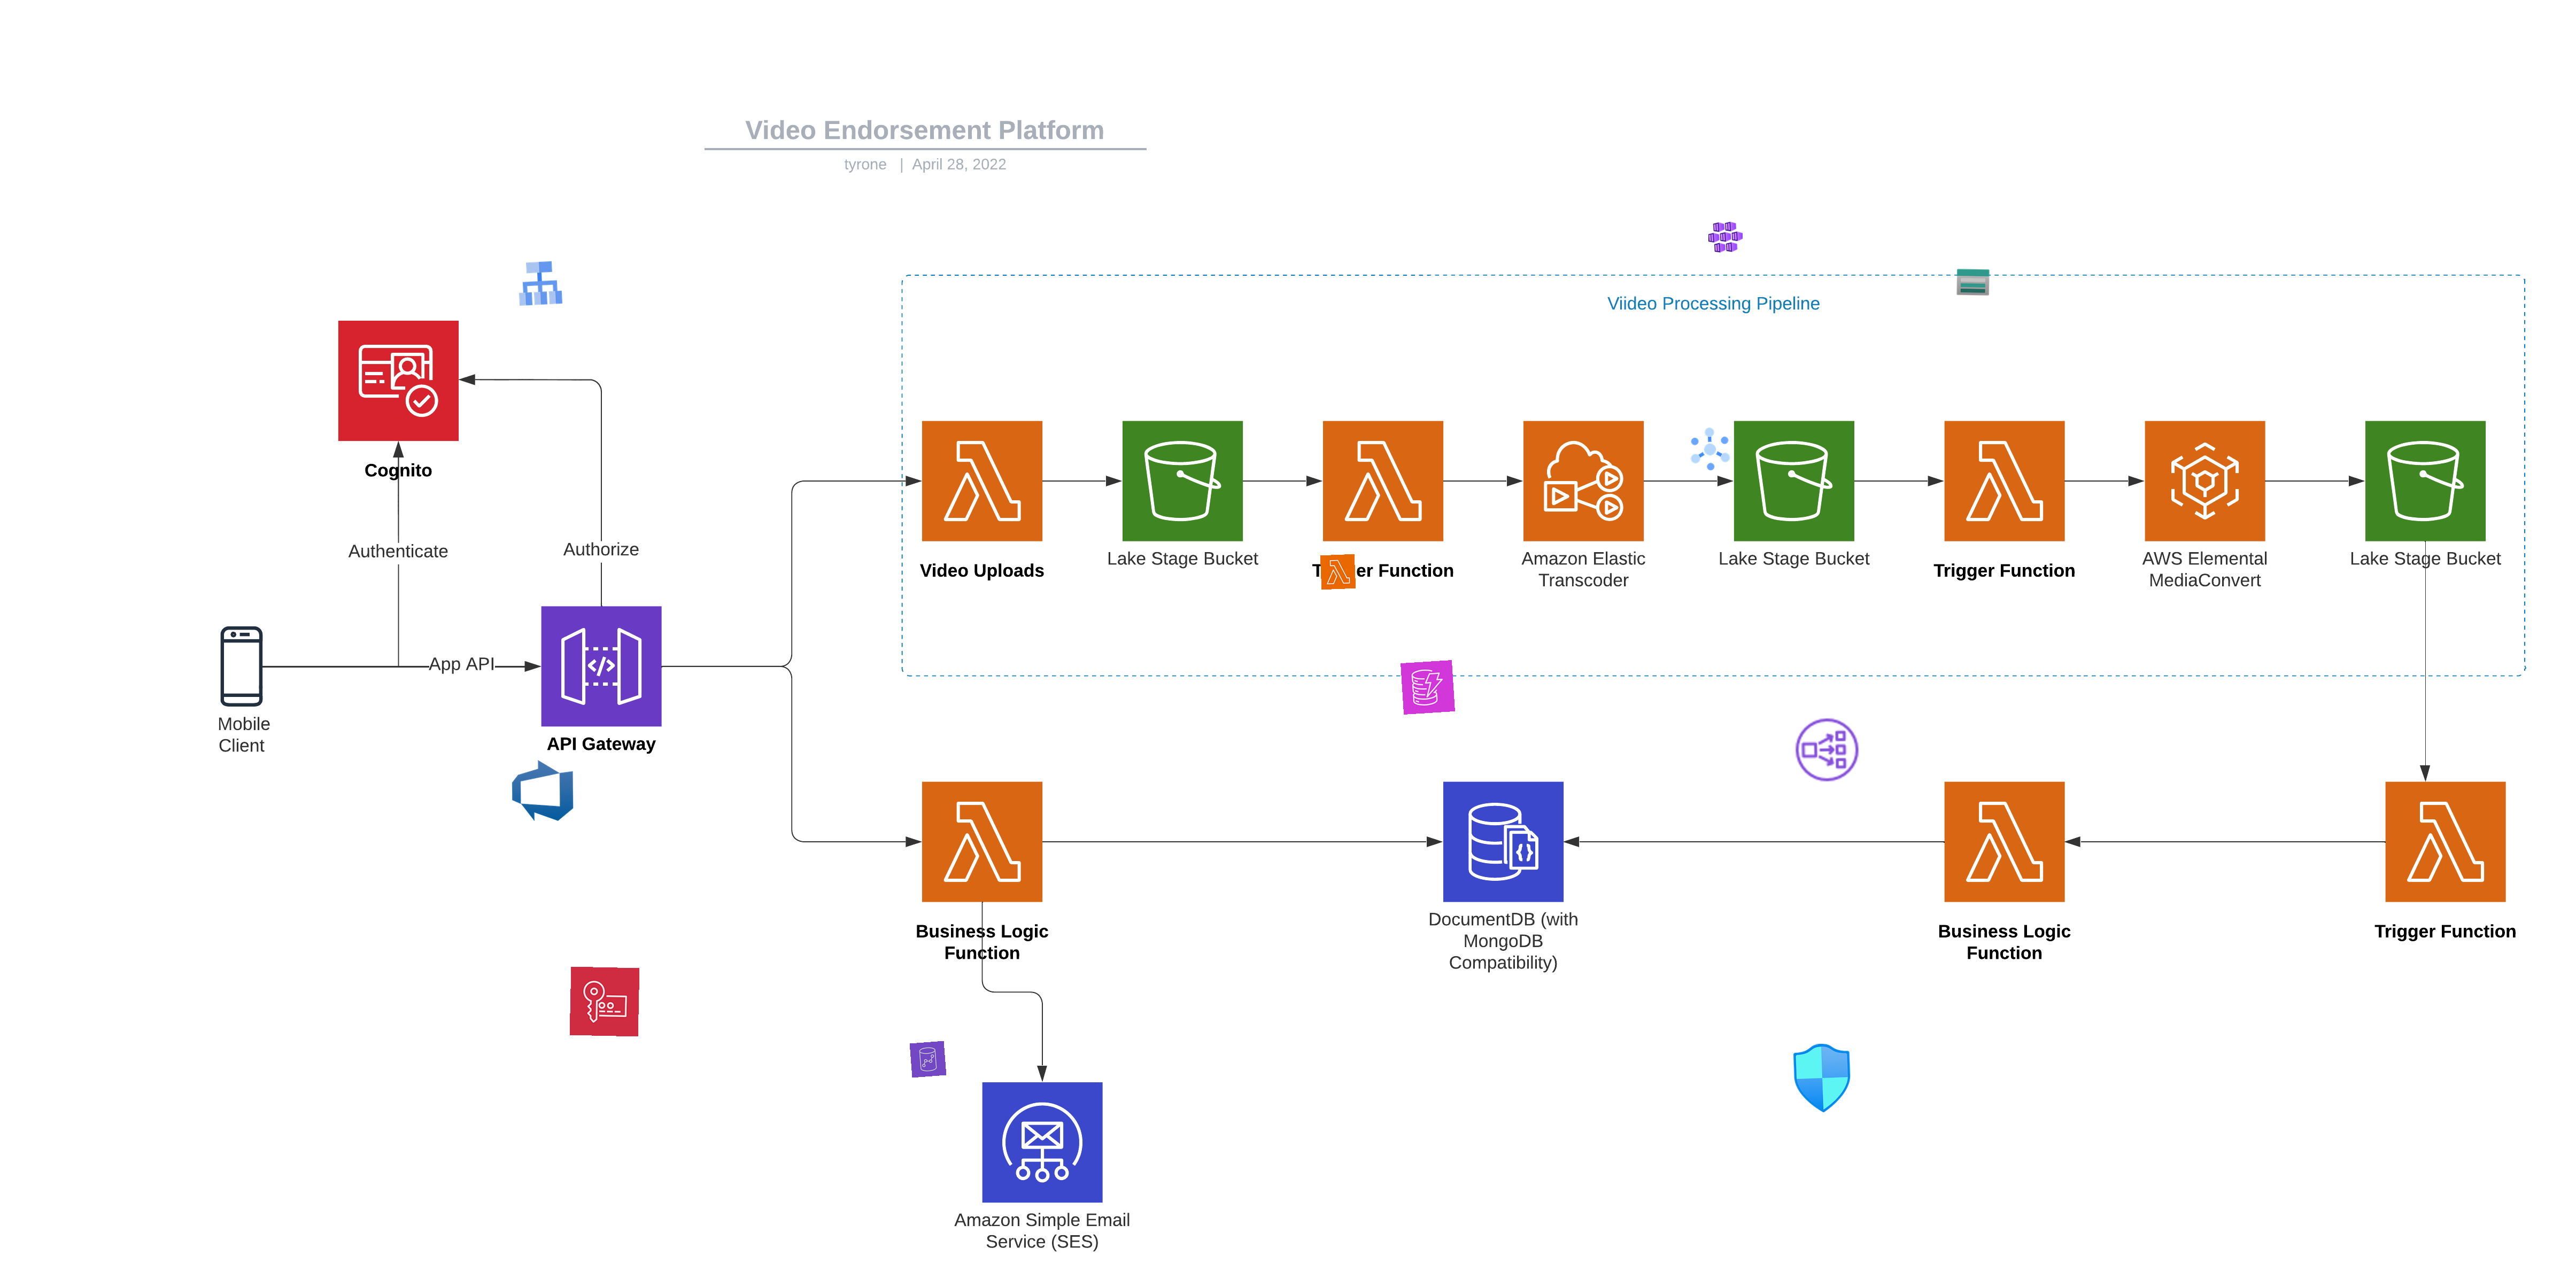 Video Endorsement Platform
tyrone | April 28, 2022
Viideo Processing Pipeline
Cognito
Authenticate
Authorize
Video Uploads
Lake Stage Bucket
er Function
Amazon Elastic
Transcoder
Lake Stage Bucket
Trigger Function
AWS Elemental
MediaConvert
Lake Stage Bucket
App API
Mobile
Client
API Gateway
Business Logic
Function
DocumentDB (with
MongoDB
Compatibility)
Business Logic
Function
Trigger Function
Amazon Simple Email
Service (SES)